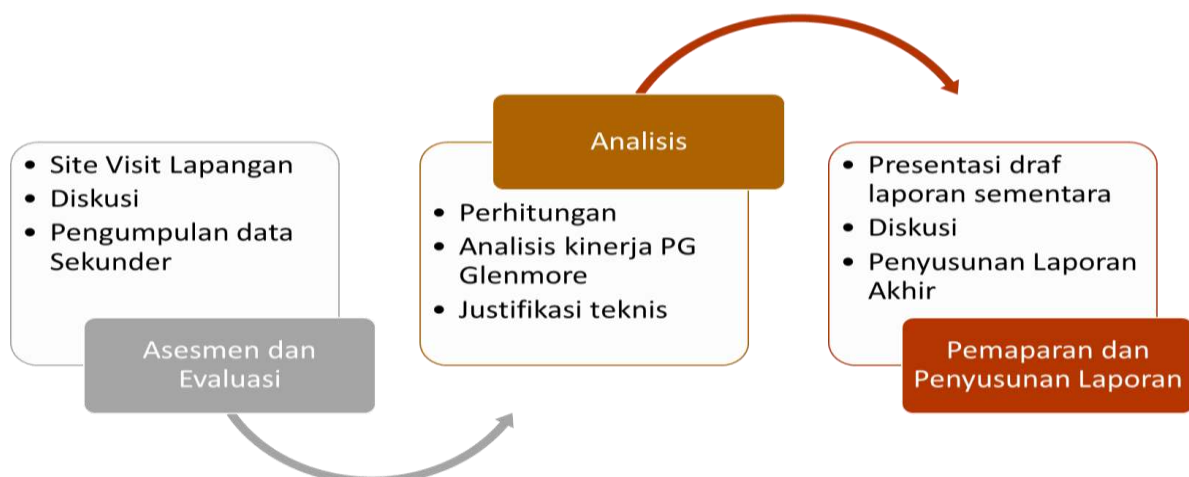 • Site Visit Lapangan
• Diskusi
• Pengumpulan data
Sekunder
Asesmen dan
Evaluasi
Analisis
• Perhitungan
• Analisis kinerja PG
Glenmore
• Justifikasi teknis
• Presentasi draf
laporan sementara
• Diskusi
• Penyusunan Laporan
Akhir
Pemaparan dan
Penyusunan Laporan